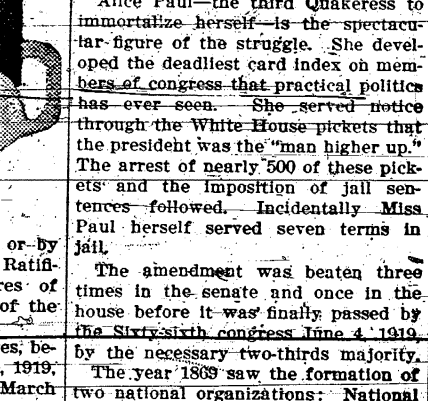 Alice Paul—the third Quakeress to
immortalize herself—is the spectacu-
lar figure of the struggle. She devel-
oped the deadliest card index on mem-
bers of congress that practical politics
has ever seen. She served notice
through the White House pickets that
the president was the "man higher up."
The arrest of nearly 500 of these pick-
ets and the imposition of jail sen-
tences followed. Incidentally Miss
Paul herself served seven terms in
jail.
The amendment was beaten three
times in the senate and once in the
house before it was finally passed by
the Sixty-sixth congress June 4, 1919,
by the necessary two-thirds majority.
The year 1869 saw the formation of
two national organizations: National
or by
Ratifi-
res of
of the
es, be-
, 1919,
March